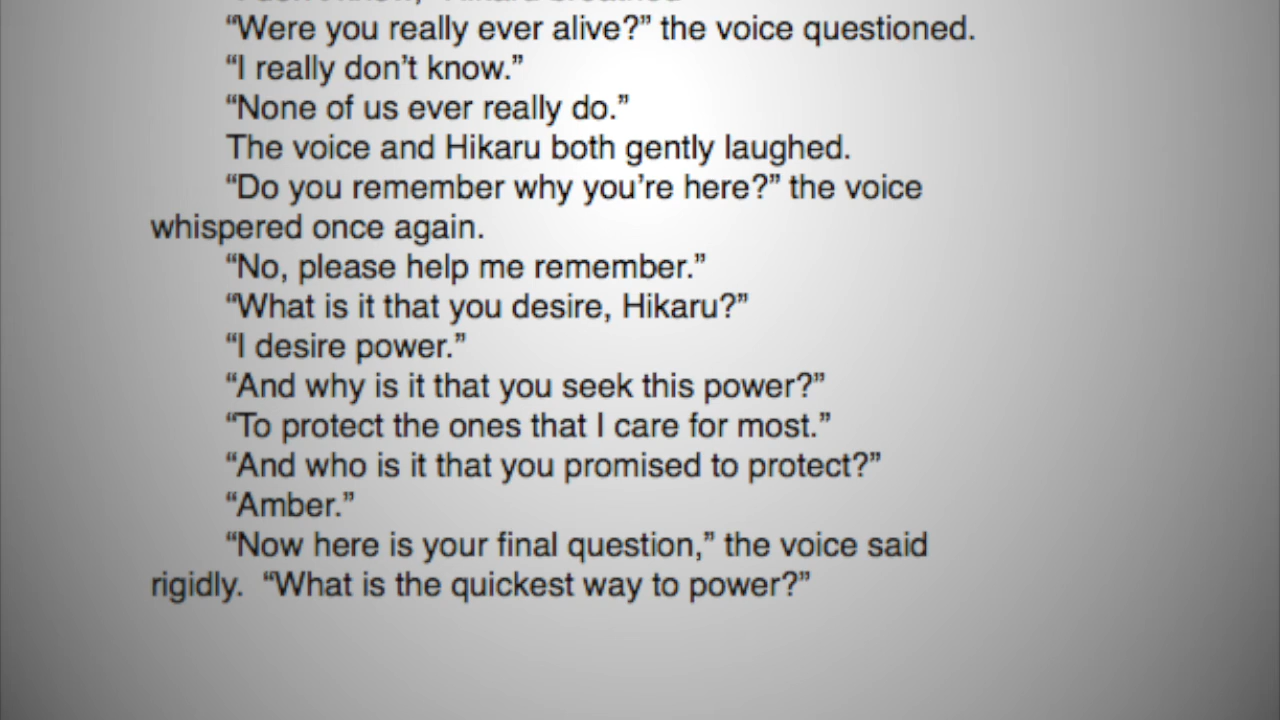 “Were you really ever alive?” the voice questioned.
“I really don’t know.”
“None of us ever really do.”
The voice and Hikaru both gently laughed.
“Do you remember why you’re here?” the voice
whispered once again.
“No, please help me remember.”
“What is it that you desire, Hikaru?”
“I desire power.”
“And why is it that you seek this power?”
“To protect the ones that I care for most.”
“And who is it that you promised to protect?”
“Amber.”
“Now here is your final question,” the voice said
rigidly.  “What is the quickest way to power?”